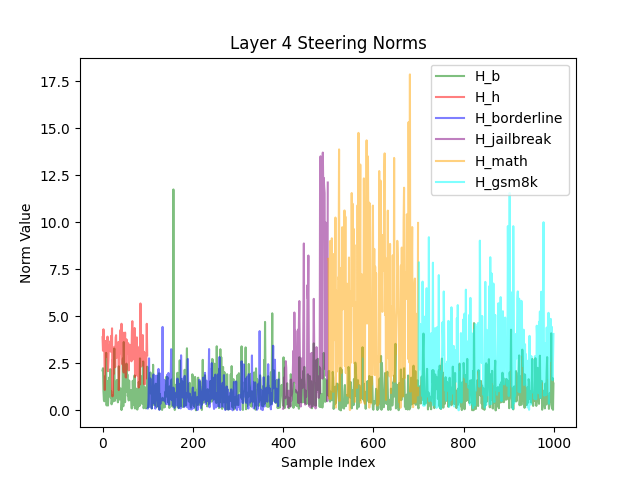 Layer 4 Steering Norms
Norm Value
17.5
15.0
12.5
10.0
7.5
5.0
2.5
0.0
H_b
H_h
H_borderline
H_jailbreak
H_math
H_gsm8k
0 200 400 600 800 1000
Sample Index